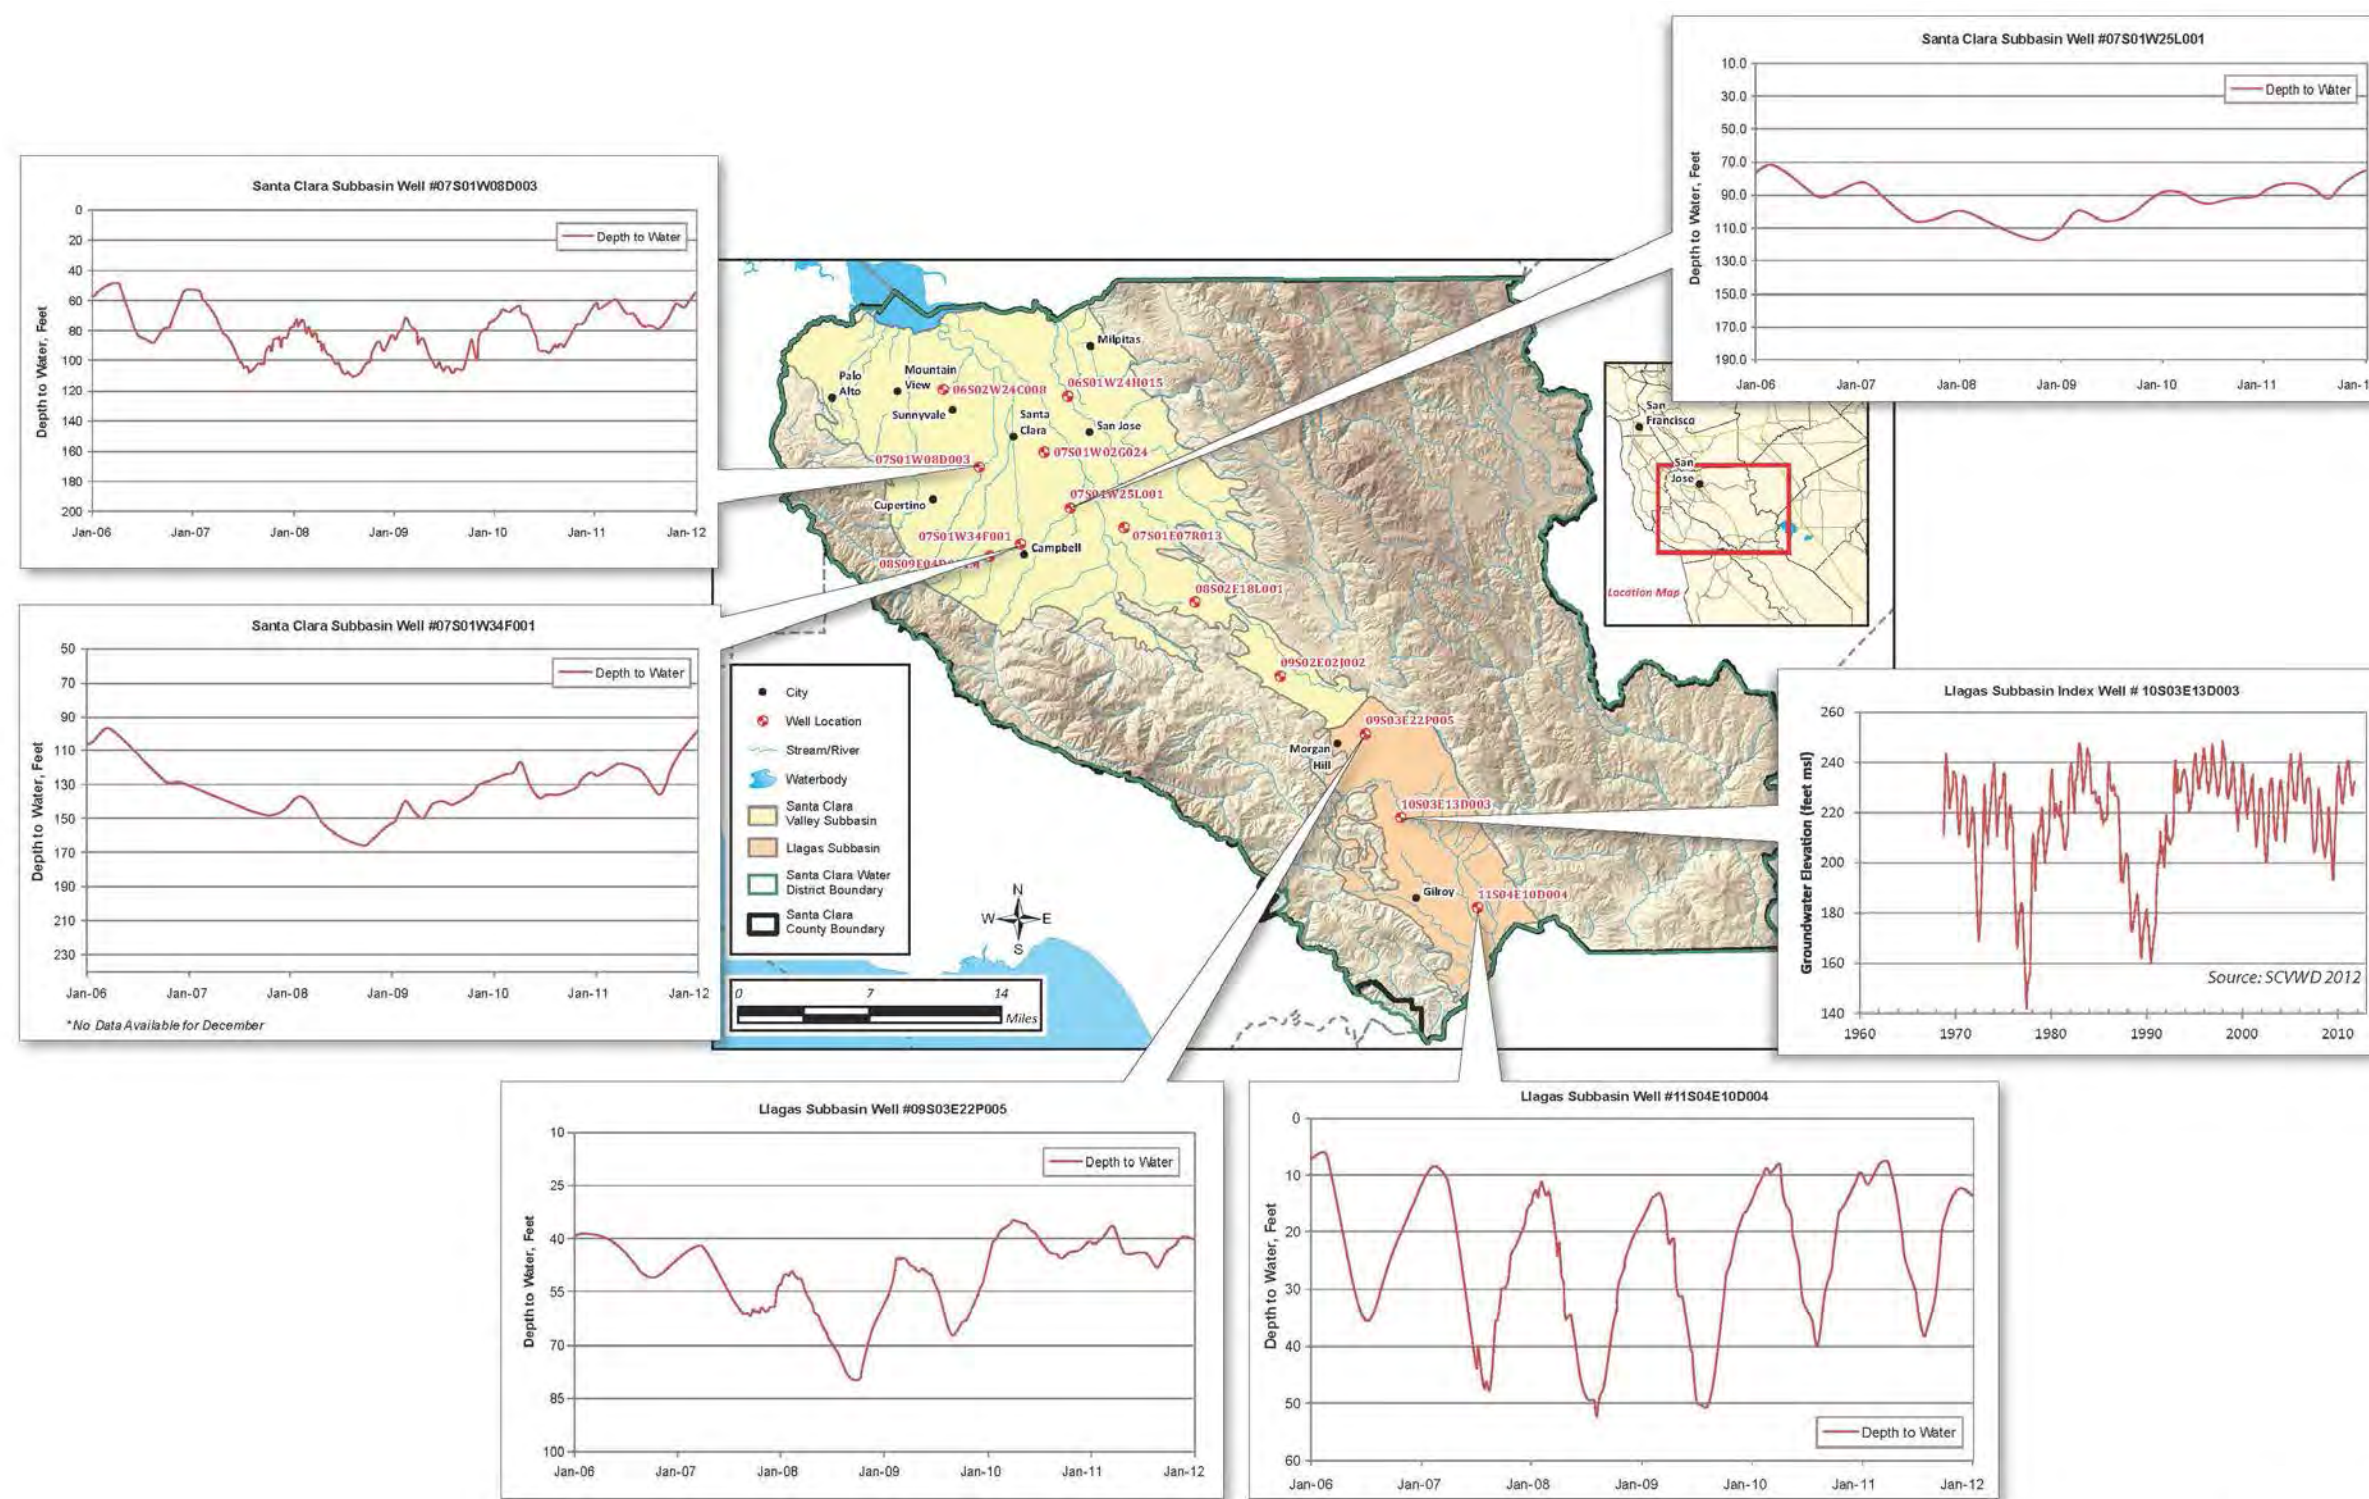 Santa Clara Subbasin Well #07S01W25L001
10.0
30.0
50.0
70.0
90.0
110.0
130.0
150.0
170.0
190.0
Depth to Water, Feet
Depth to Water
Jan-06
Jan-07
Jan-08
Jan-09
Jan-10
Jan-11
Santa Clara Subbasin Well #07S01W08D003
0
20
40
60
80
100
120
140
160
180
200
Depth to Water, Feet
Depth to Water
Jan-06
Jan-07
Jan-08
Jan-09
Jan-10
Jan-11
Jan-12
Milpitas
Palo
Alto
Mountain
View
06S02W24C008
06S01W24H015
Sunnyvale
Santa
Clara
San Jose
07S01W02G024
07S01W08D003
07S01W25L001
Cupertino
07S01E07R013
07S01W34F001
Campbell
08S02E18L001
09S02E02J002
09S03E22P005
Morgan
Hill
10S03E13D003
Gilroy
11S04E10D004
San
Francisco
San
Jose
Location Map
Santa Clara Subbasin Well #07S01W34F001
50
70
90
110
130
150
170
190
210
230
Depth to Water, Feet
Depth to Water
Jan-06
Jan-07
Jan-08
Jan-09
Jan-10
Jan-11
Jan-12
*No Data Available for December
City
Well Location
Stream/River
Waterbody
Santa Clara
Valley Subbasin
Llagas Subbasin
Santa Clara Water
District Boundary
Santa Clara
County Boundary
N
W
E
S
0
7
14
Miles
Llagas Subbasin Index Well # 10S03E13D003
260
240
220
200
180
160
140
Groundwater Elevation (feet msl)
Source: SCVWD 2012
1960
1970
1980
1990
2000
2010
Llagas Subbasin Well #09S03E22P005
10
25
40
55
70
85
100
Depth to Water, Feet
Depth to Water
Jan-06
Jan-07
Jan-08
Jan-09
Jan-10
Jan-11
Jan-12
Llagas Subbasin Well #11S04E10D004
0
10
20
30
40
50
60
Depth to Water, Feet
Depth to Water
Jan-06
Jan-07
Jan-08
Jan-09
Jan-10
Jan-11
Jan-12